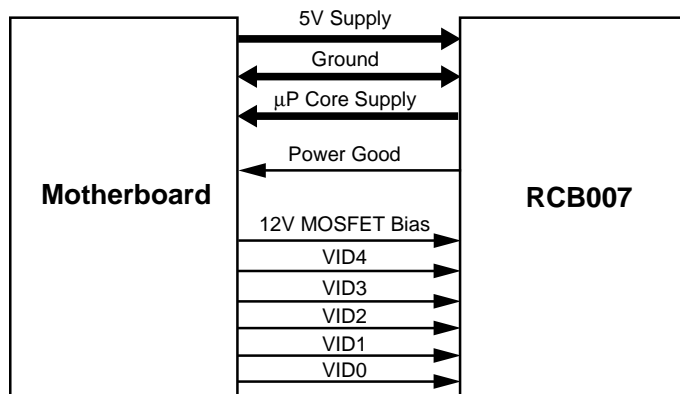 5V Supply
Ground
µP Core Supply
Power Good
Motherboard
RCB007
12V MOSFET Bias
VID4
VID3
VID2
VID1
VID0